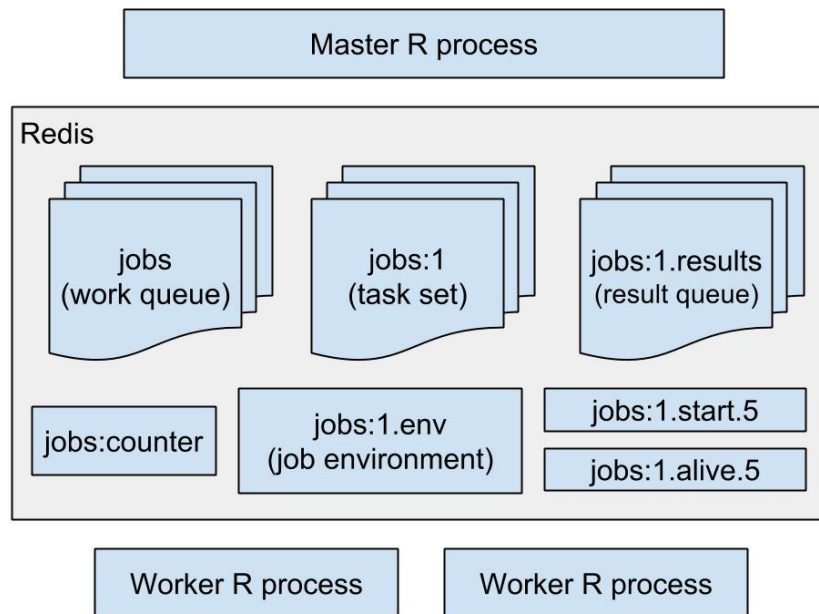 Master R process
Redis
jobs
(work queue)
jobs:1
(task set)
jobs:1.results
(result queue)
jobs:counter
jobs:1.env
(job environment)
jobs:1.start.5
jobs:1.alive.5
Worker R process
Worker R process